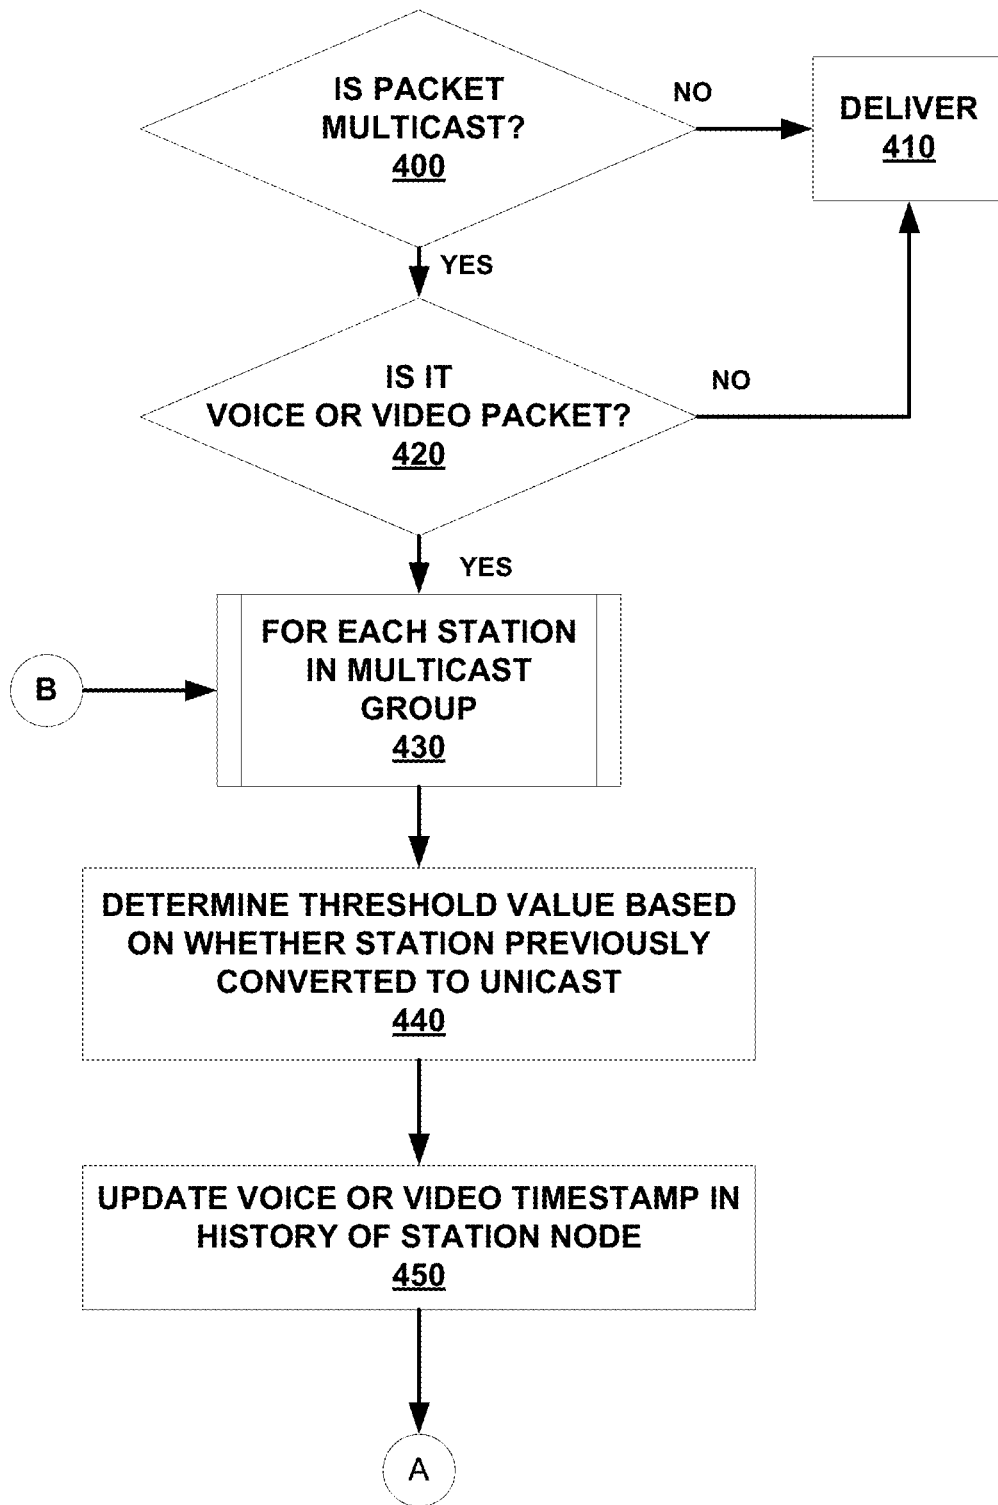 IS PACKET
MULTICAST?
400
NO
DELIVER
410
YES
IS IT
VOICE OR VIDEO PACKET?
420
NO
YES
FOR EACH STATION
IN MULTICAST
GROUP
430
B
DETERMINE THRESHOLD VALUE BASED
ON WHETHER STATION PREVIOUSLY
CONVERTED TO UNICAST
440
UPDATE VOICE OR VIDEO TIMESTAMP IN
HISTORY OF STATION NODE
450
A